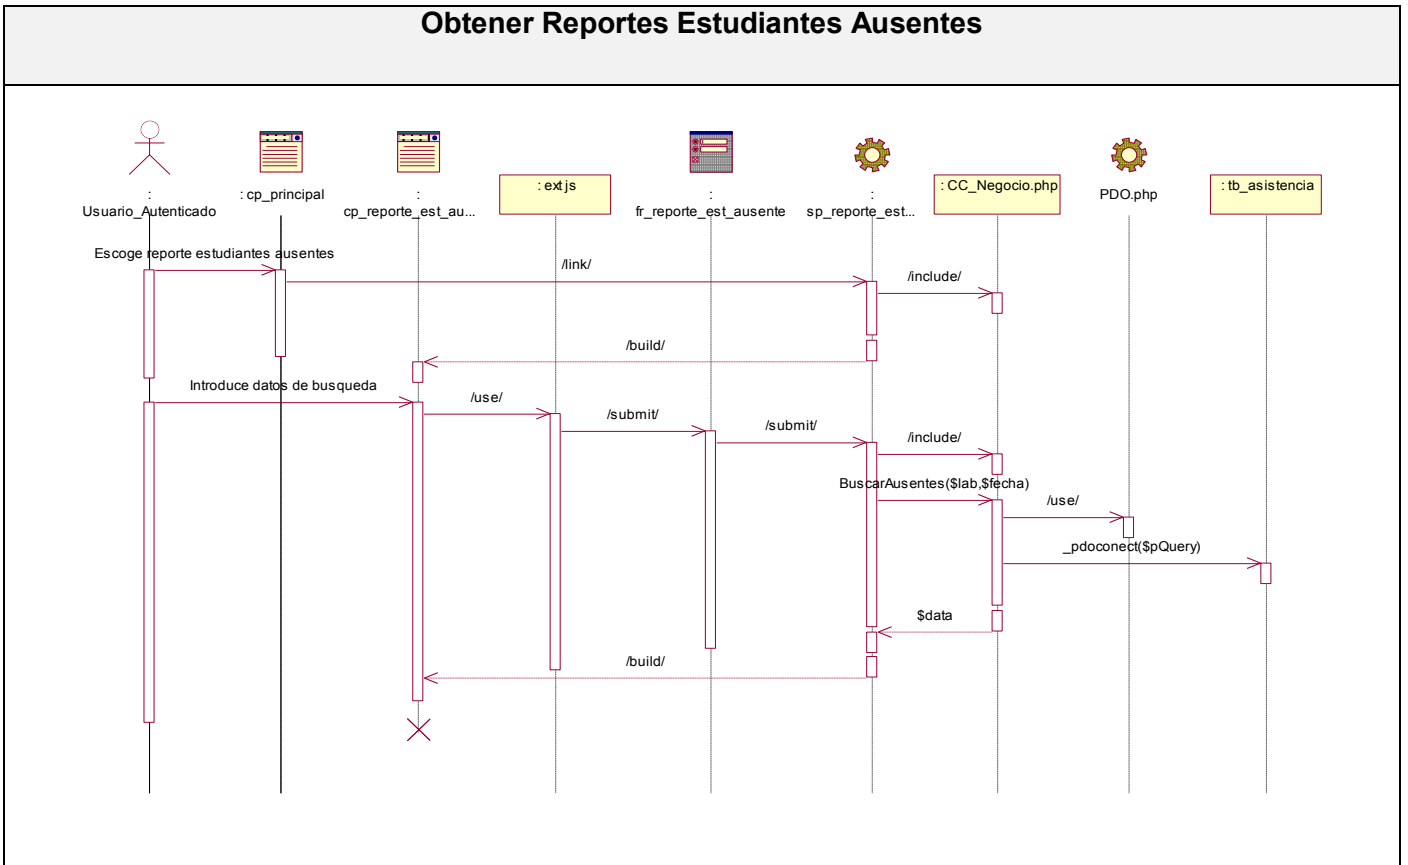 Obtener Reportes Estudiantes Ausentes
:
Usuario_Autenticado
: cp_principal
:
cp_reporte_est_au...
: extjs
:
fr_reporte_est_ausente
:
sp_reporte_est...
: CC_Negocio.php
:
PDO.php
: tb_asistencia
Escoge reporte estudiantes ausentes
/link/
/include/
/build/
Introduce datos de busqueda
/use/
/submit/
/submit/
/include/
BuscarAusentes($lab,$fecha)
/use/
_pdoconect($pQuery)
$data
/build/